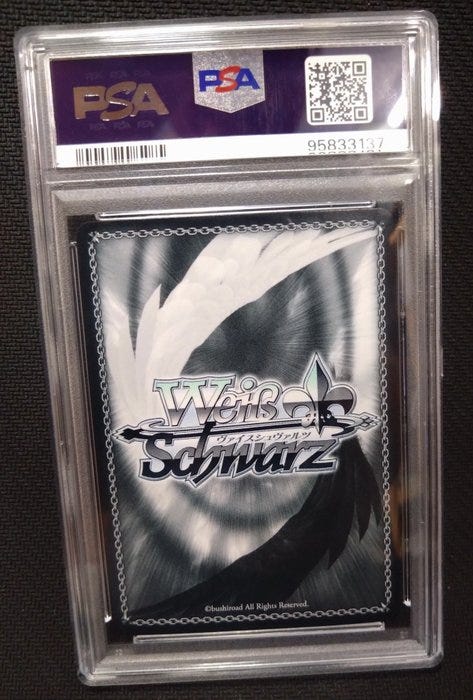 PSA
PSA
95833137
Weiß
ヴァイスシュヴァルツ
Schwarz
©bushiroad All Rights Reserved.